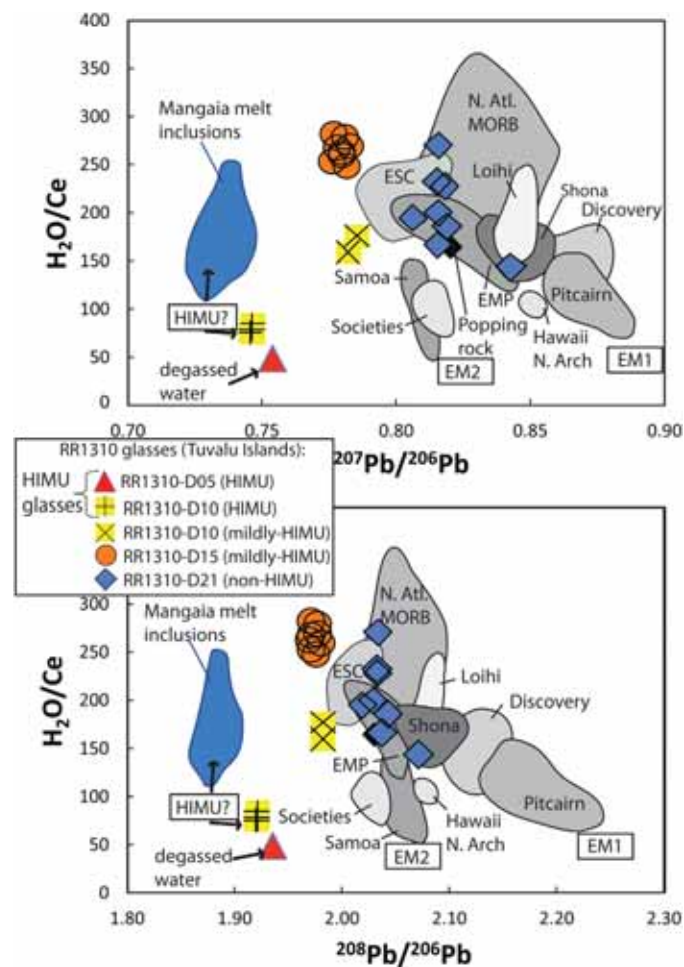 400
350
300
250
200
150
100
50
0
H₂O/Ce
Mangaia melt
inclusions
N. Atl.
MORB
ESC
Loihi
Shona
Discovery
Samoa
EMP
Pitcairn
HIMU?
Societies
Popping
rock
Hawaii
N. Arch
degassed
water
EM2
EM1
0.70
0.75
0.80
0.85
0.90
²⁰⁷Pb/²⁰⁶Pb
RR1310 glasses (Tuvalu Islands):
HIMU
glasses
RR1310-D05 (HIMU)
RR1310-D10 (HIMU)
RR1310-D10 (mildly-HIMU)
RR1310-D15 (mildly-HIMU)
RR1310-D21 (non-HIMU)
300
250
200
150
100
50
0
H₂O/Ce
Mangaia melt
inclusions
N. Atl.
MORB
ESC
Loihi
Discovery
Shona
EMP
HIMU?
Societies
Pitcairn
Samoa
Hawaii
N. Arch
degassed
water
EM2
EM1
1.80
1.90
2.00
2.10
2.20
2.30
²⁰⁸Pb/²⁰⁶Pb